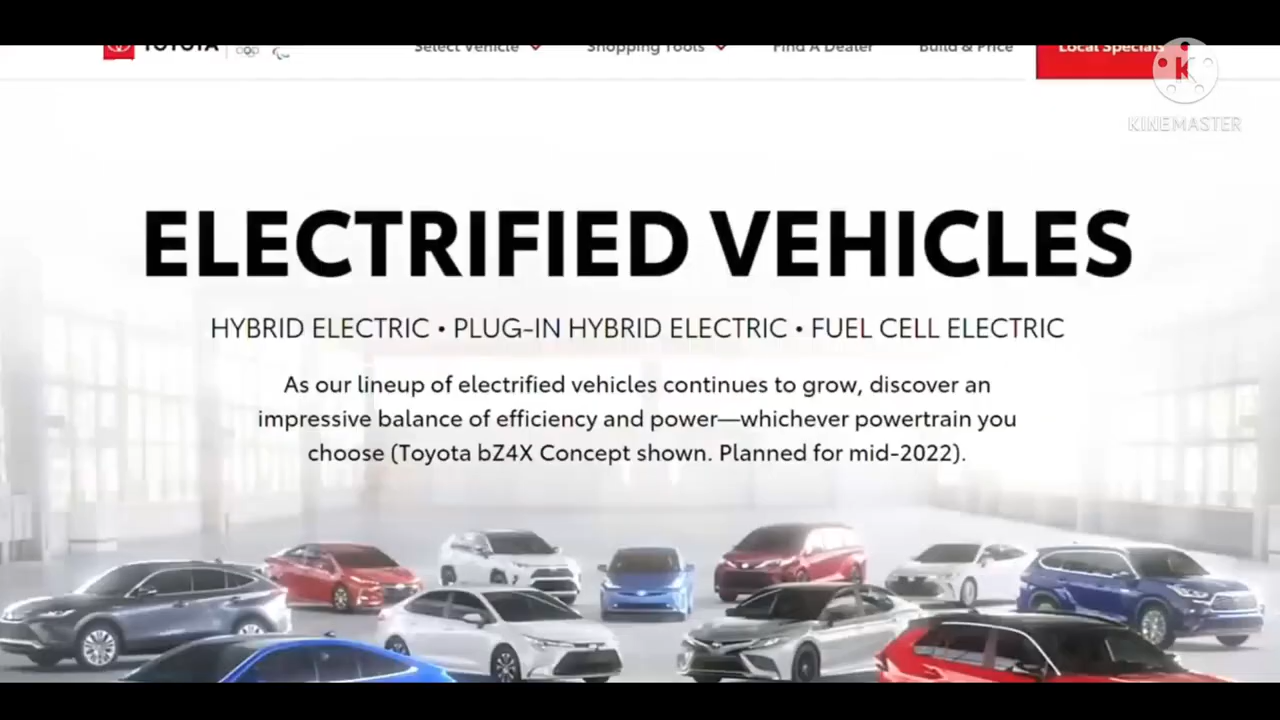 TOYOTA
Select Vehicle
Shopping Tools
Find A Dealer
Build & Price
Local Specials
K
KINEMASTER
ELECTRIFIED VEHICLES
HYBRID ELECTRIC • PLUG-IN HYBRID ELECTRIC • FUEL CELL ELECTRIC
As our lineup of electrified vehicles continues to grow, discover an
impressive balance of efficiency and power—whichever powertrain you
choose (Toyota bZ4X Concept shown. Planned for mid-2022).